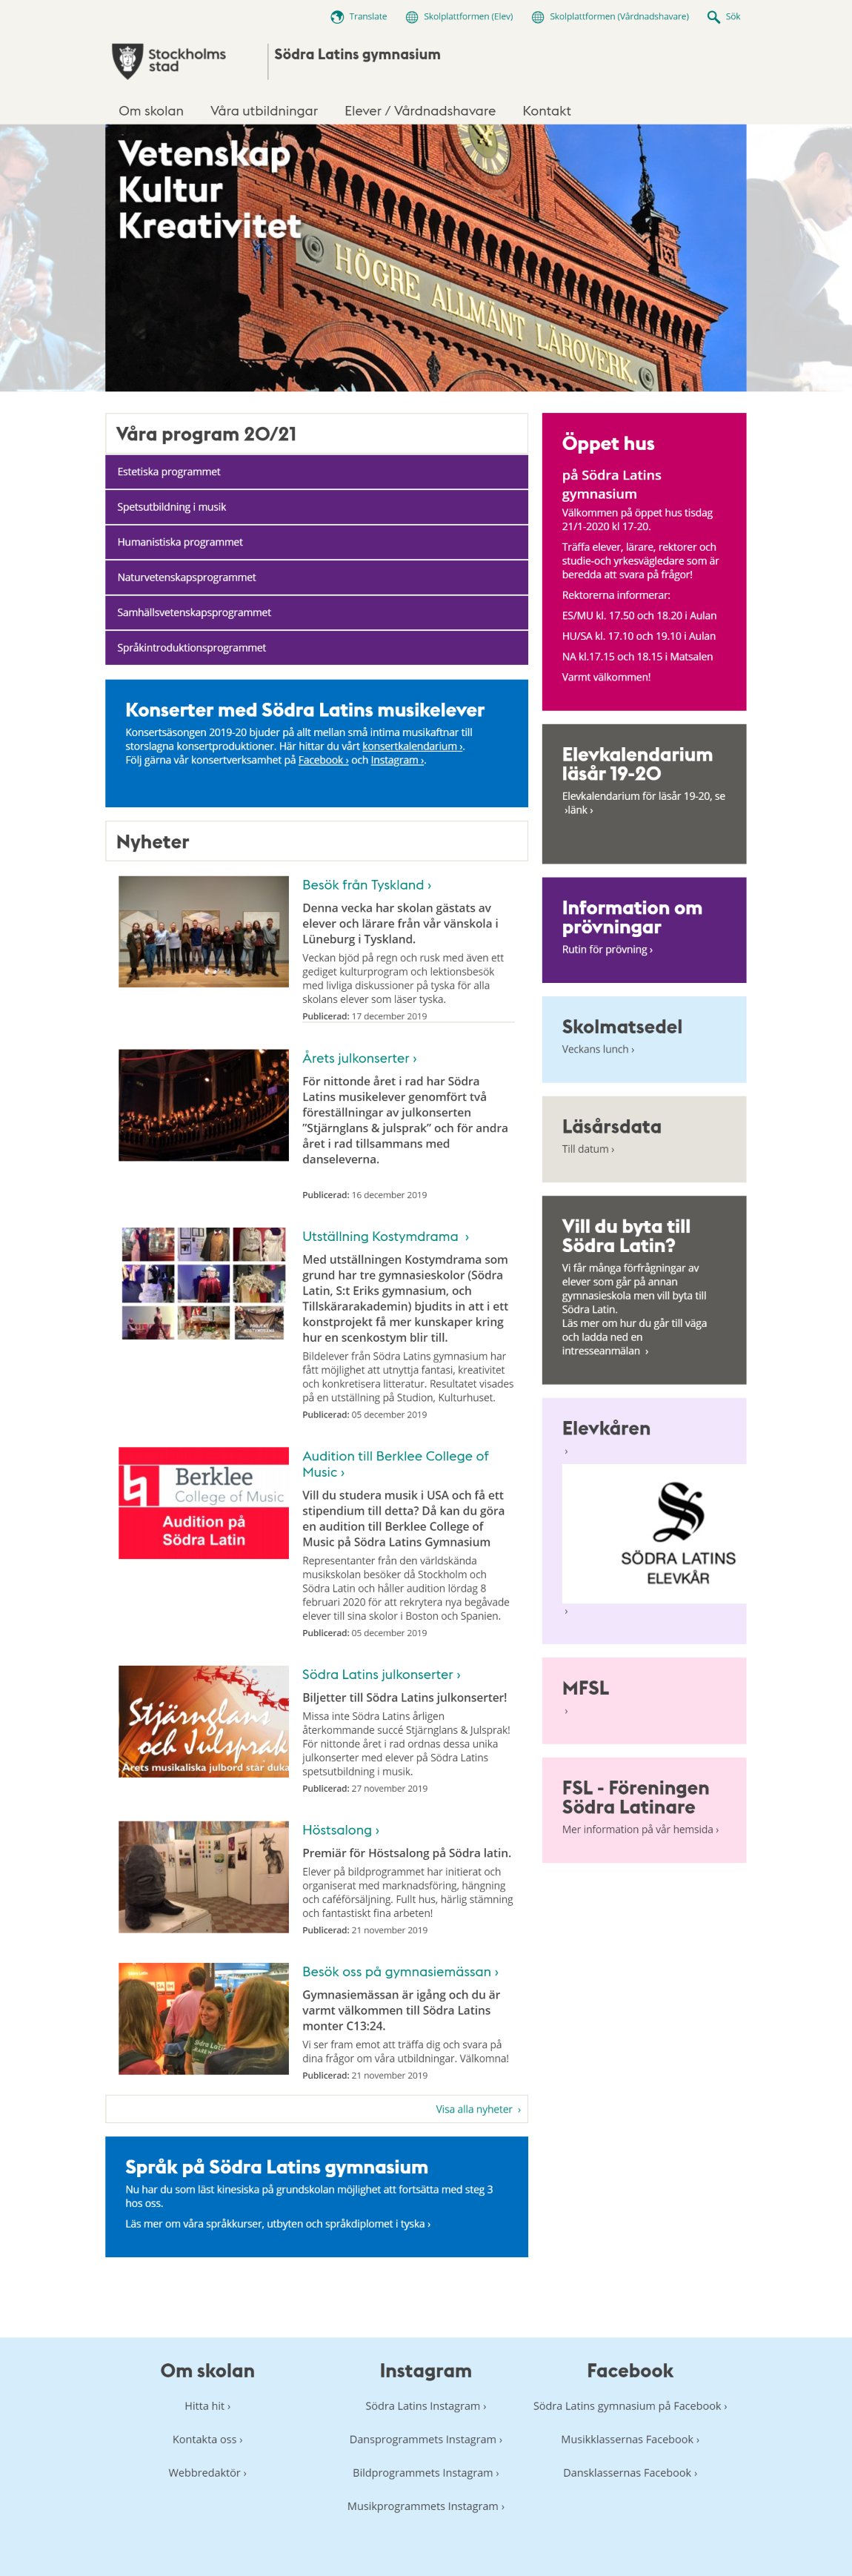 Translate
Skolplattformen (Elev)
Skolplattformen (Vårdnadshavare)
Sök
Stockholms
stad
Södra Latins gymnasium
Om skolan
Våra utbildningar
Elever / Vårdnadshavare
Kontakt
Vetenskap
Kultur
Kreativitet
HÖGRE ALLMÄNT LÄROVERK.
Våra program 20/21
Estetiska programmet
Spetsutbildning i musik
Humanistiska programmet
Naturvetenskapsprogrammet
Samhällsvetenskapsprogrammet
Språkintroduktionsprogrammet
Konserter med Södra Latins musikelever
Konsertsäsongen 2019-20 bjuder på allt mellan små intima musikaftnar till
storslagna konsertproduktioner. Här hittar du vårt konsertkalendarium ›.
Följ gärna vår konsertverksamhet på Facebook › och Instagram ›.
Nyheter
Besök från Tyskland ›
Denna vecka har skolan gästats av
elever och lärare från vår vänskola i
Lüneburg i Tyskland.
Veckan bjöd på regn och rusk med även ett
gediget kulturprogram och lektionsbesök
med livliga diskussioner på tyska för alla
skolans elever som läser tyska.
Publicerad: 17 december 2019
Årets julkonserter ›
För nittonde året i rad har Södra
Latins musikelever genomfört två
föreställningar av julkonserten
”Stjärnglans & julsprak” och för andra
året i rad tillsammans med
danseleverna.
Publicerad: 16 december 2019
Utställning Kostymdrama ›
Med utställningen Kostymdrama som
grund har tre gymnasieskolor (Södra
Latin, S:t Eriks gymnasium, och
Tillskärarakademin) bjudits in att i ett
konstprojekt få mer kunskaper kring
hur en scenkostym blir till.
Bildelever från Södra Latins gymnasium har
fått möjlighet att utnyttja fantasi, kreativitet
och konkretisera litteratur. Resultatet visades
på en utställning på Studion, Kulturhuset.
Publicerad: 05 december 2019
Berklee
College of Music
Audition på
Södra Latin
Audition till Berklee College of
Music ›
Vill du studera musik i USA och få ett
stipendium till detta? Då kan du göra
en audition till Berklee College of
Music på Södra Latins Gymnasium
Representanter från den världskända
musikskolan besöker då Stockholm och
Södra Latin och håller audition lördag 8
februari 2020 för att rekrytera nya begåvade
elever till sina skolor i Boston och Spanien.
Publicerad: 05 december 2019
Stjärnglans
och Julsprak
Årets musikaliska julbord står duka
Södra Latins julkonserter ›
Biljetter till Södra Latins julkonserter!
Missa inte Södra Latins årligen
återkommande succé Stjärnglans & Julsprak!
För nittonde året i rad ordnas dessa unika
julkonserter med elever på Södra Latins
spetsutbildning i musik.
Publicerad: 27 november 2019
Höstsalong ›
Premiär för Höstsalong på Södra latin.
Elever på bildprogrammet har initierat och
organiserat med marknadsföring, hängning
och caféförsäljning. Fullt hus, härlig stämning
och fantastiskt fina arbeten!
Publicerad: 21 november 2019
Besök oss på gymnasiemässan ›
Gymnasiemässan är igång och du är
varmt välkommen till Södra Latins
monter C13:24.
Vi ser fram emot att träffa dig och svara på
dina frågor om våra utbildningar. Välkomna!
Publicerad: 21 november 2019
Visa alla nyheter ›
Språk på Södra Latins gymnasium
Nu har du som läst kinesiska på grundskolan möjlighet att fortsätta med steg 3
hos oss.
Läs mer om våra språkkurser, utbyten och språkdiplomet i tyska ›
Öppet hus
på Södra Latins
gymnasium
Välkommen på öppet hus tisdag
21/1-2020 kl 17-20.
Träffa elever, lärare, rektorer och
studie-och yrkesvägledare som är
beredda att svara på frågor!
Rektorerna informerar:
ES/MU kl. 17.50 och 18.20 i Aulan
HU/SA kl. 17.10 och 19.10 i Aulan
NA kl.17.15 och 18.15 i Matsalen
Varmt välkommen!
Elevkalendarium
läsår 19-20
Elevkalendarium för läsår 19-20, se
›länk ›
Information om
prövningar
Rutin för prövning ›
Skolmatsedel
Veckans lunch ›
Läsårsdata
Till datum ›
Vill du byta till
Södra Latin?
Vi får många förfrågningar av
elever som går på annan
gymnasieskola men vill byta till
Södra Latin.
Läs mer om hur du går till väga
och ladda ned en
intresseanmälan ›
Elevkåren
›
S
SÖDRA LATINS
ELEVKÅR
›
MFSL
›
FSL - Föreningen
Södra Latinare
Mer information på vår hemsida ›
Om skolan
Hitta hit ›
Kontakta oss ›
Webbredaktör ›
Instagram
Södra Latins Instagram ›
Dansprogrammets Instagram ›
Bildprogrammets Instagram ›
Musikprogrammets Instagram ›
Facebook
Södra Latins gymnasium på Facebook ›
Musikklassernas Facebook ›
Dansklassernas Facebook ›